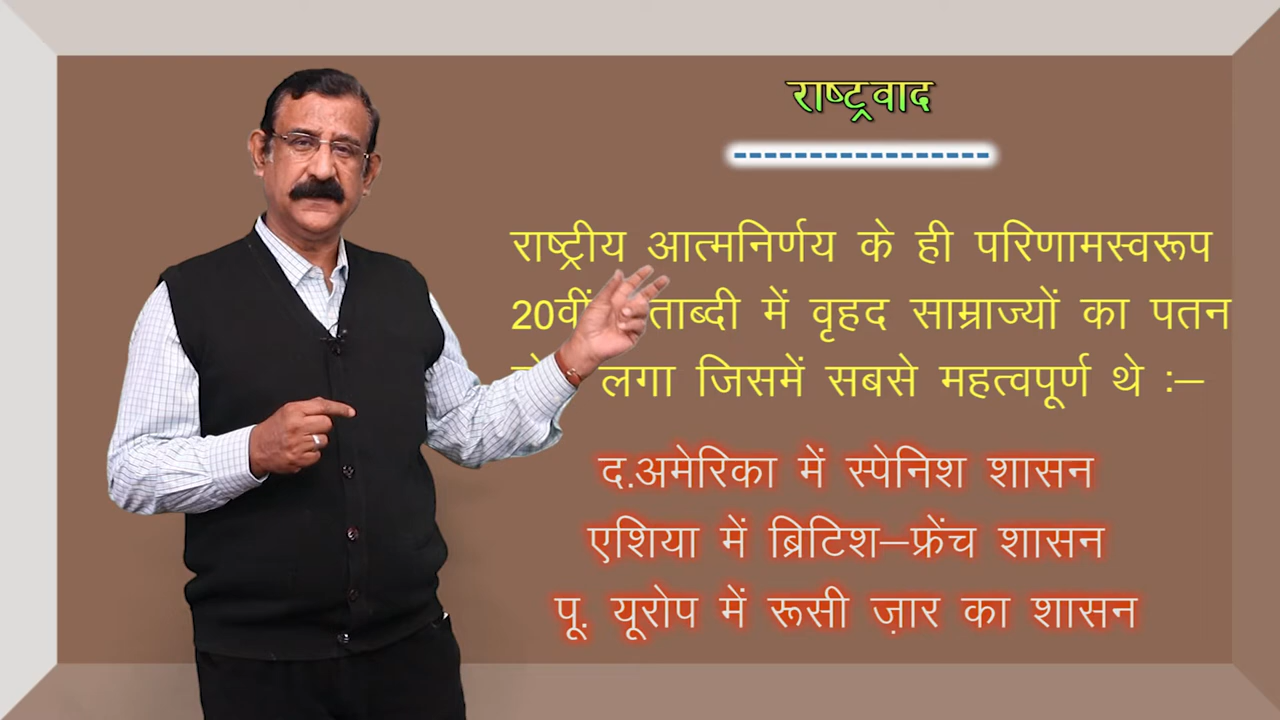 राष्ट्रवाद
राष्ट्रीय आत्मनिर्णय के ही परिणामस्वरूप
20वीं में वृहद साम्राज्यों का पतन
लगा जिसमें सबसे महत्वपूर्ण थे :–
द.अमेरिका में स्पेनिश शासन
एशिया में ब्रिटिश–फ्रेंच शासन
पू. यूरोप में रूसी ज़ार का शासन